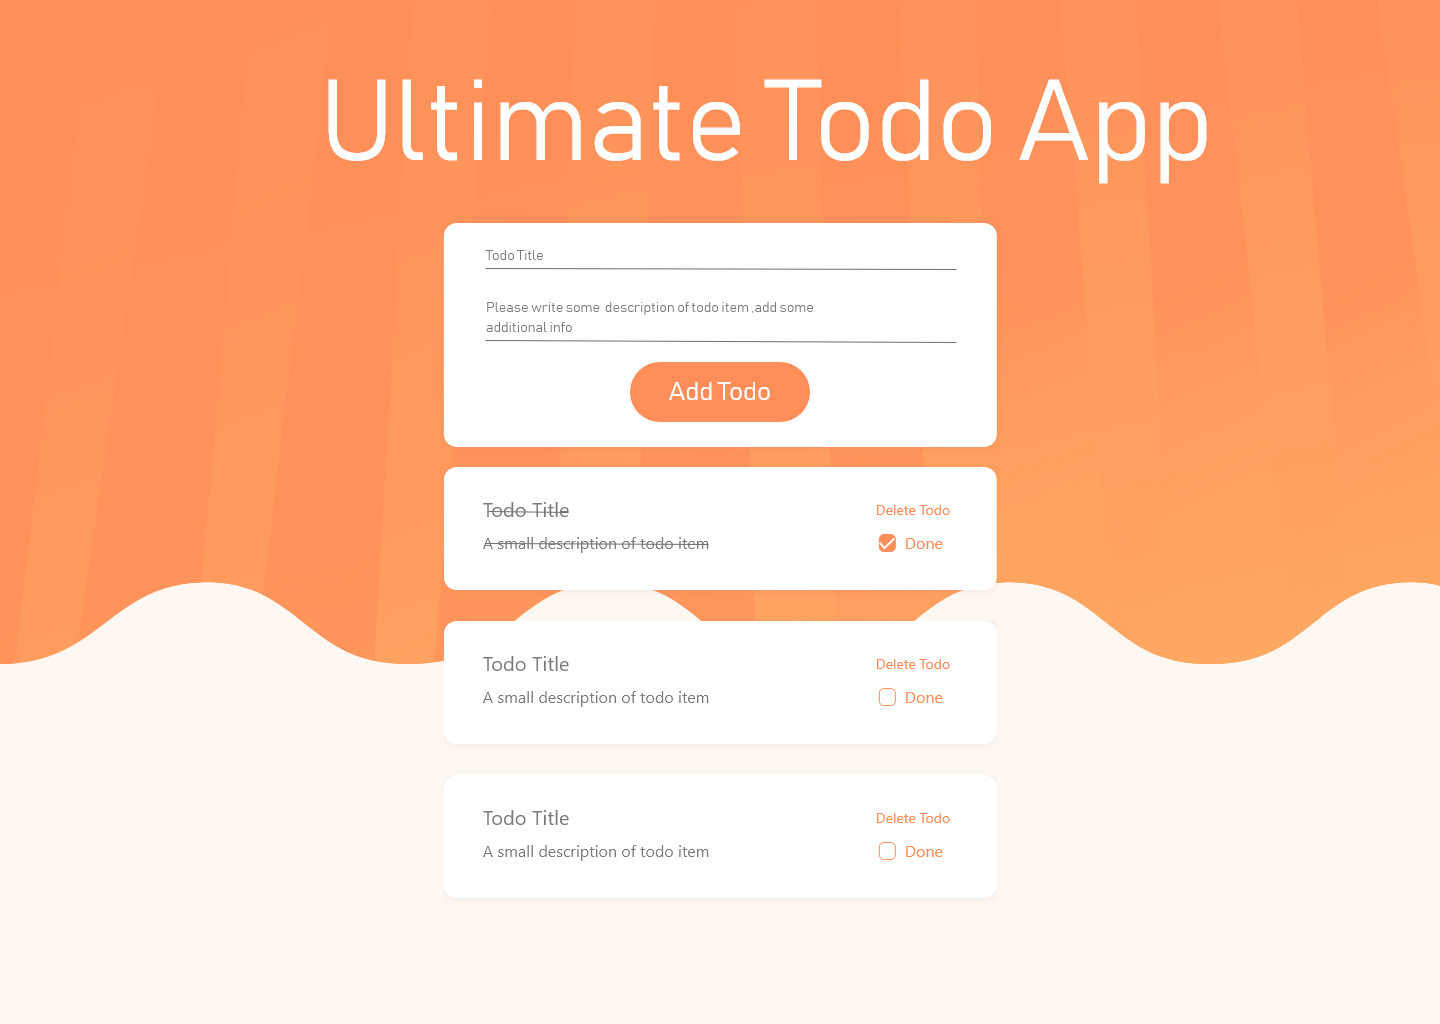 Ultimate Todo App
Todo Title
Please write some description of todo item ,add some
additional info
Add Todo
Todo Title
Delete Todo
A small description of todo item
Done
Todo Title
Delete Todo
A small description of todo item
Done
Todo Title
Delete Todo
A small description of todo item
Done